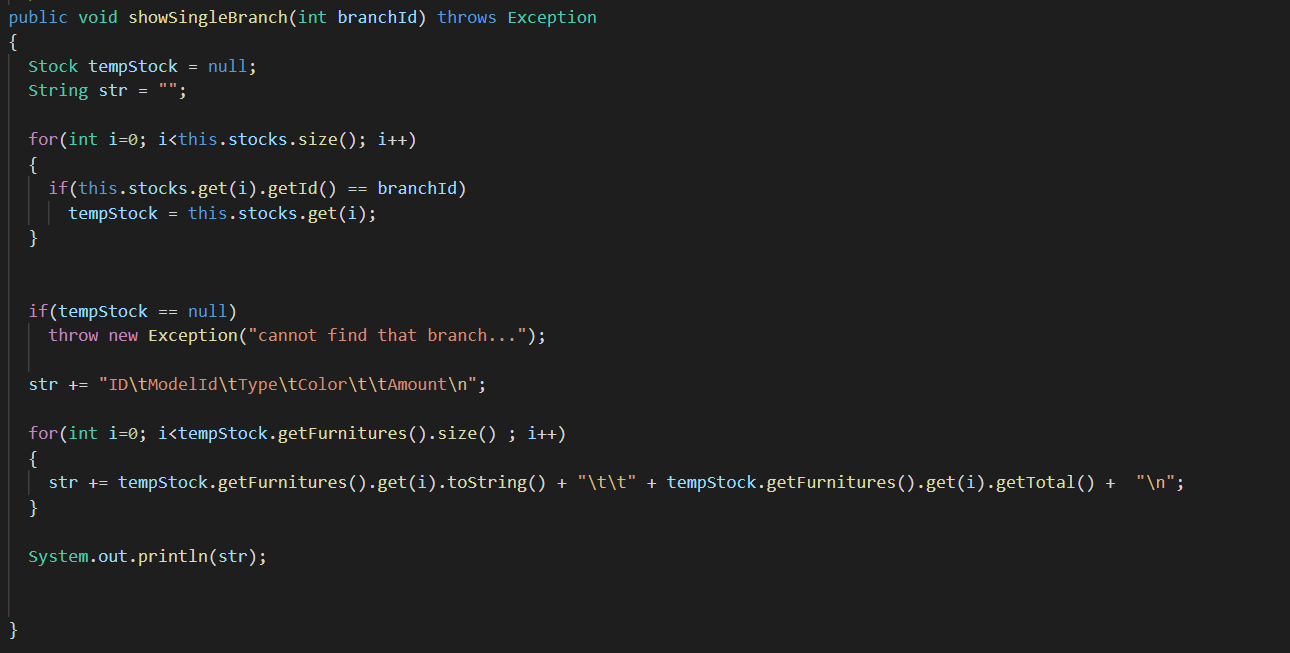 public void showSingleBranch(int branchId) throws Exception
{
  Stock tempStock = null;
  String str = "";

  for(int i=0; i<this.stocks.size(); i++)
  {
    if(this.stocks.get(i).getId() == branchId)
      tempStock = this.stocks.get(i);
  }


  if(tempStock == null)
    throw new Exception("cannot find that branch...");

  str += "ID\tModelId\tType\tColor\t\tAmount\n";

  for(int i=0; i<tempStock.getFurnitures().size() ; i++)
  {
    str += tempStock.getFurnitures().get(i).toString() + "\t\t" + tempStock.getFurnitures().get(i).getTotal() +  "\n";
  }

  System.out.println(str);


}